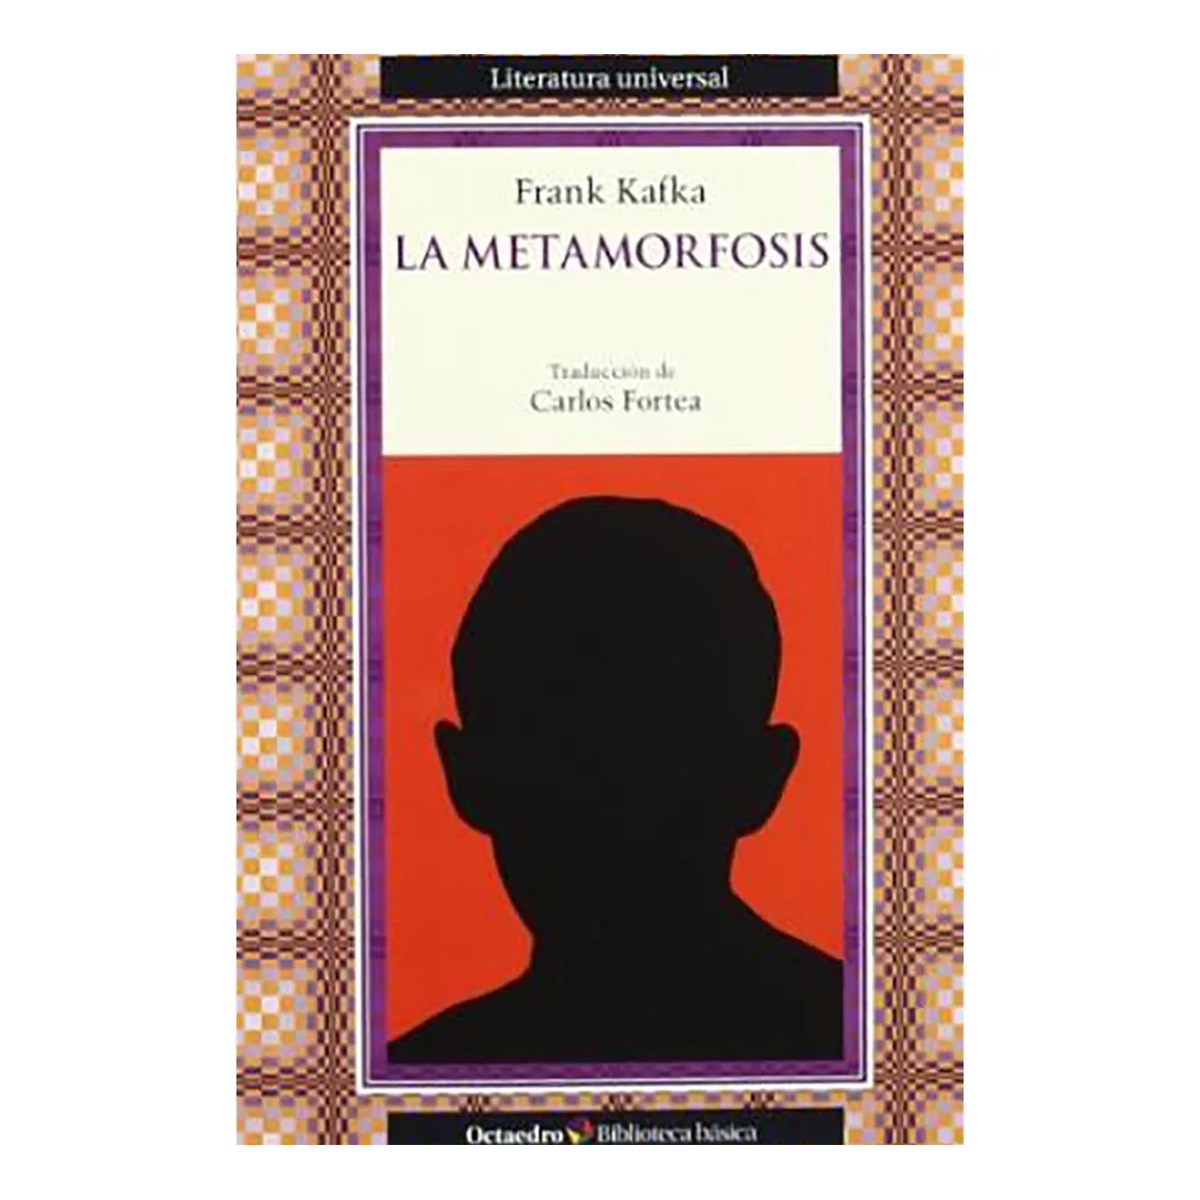 Literatura universal
Frank Kafka
LA METAMORFOSIS
Traducción de
Carlos Fortea
Octaedro Biblioteca básica